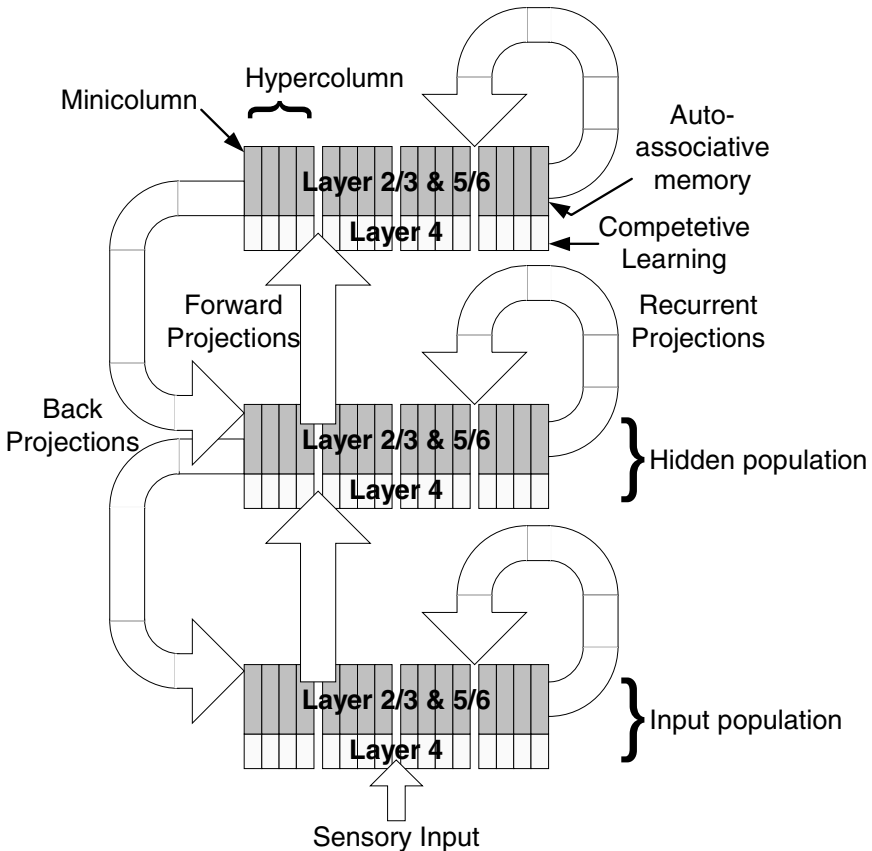 Hypercolumn
Minicolumn
Auto-
associative
memory
Layer 2/3 & 5/6
Layer 4
Competetive
Learning
Forward
Projections
Recurrent
Projections
Back
Projections
Layer 2/3 & 5/6
Layer 4
Hidden population
Layer 2/3 & 5/6
Layer 4
Input population
Sensory Input